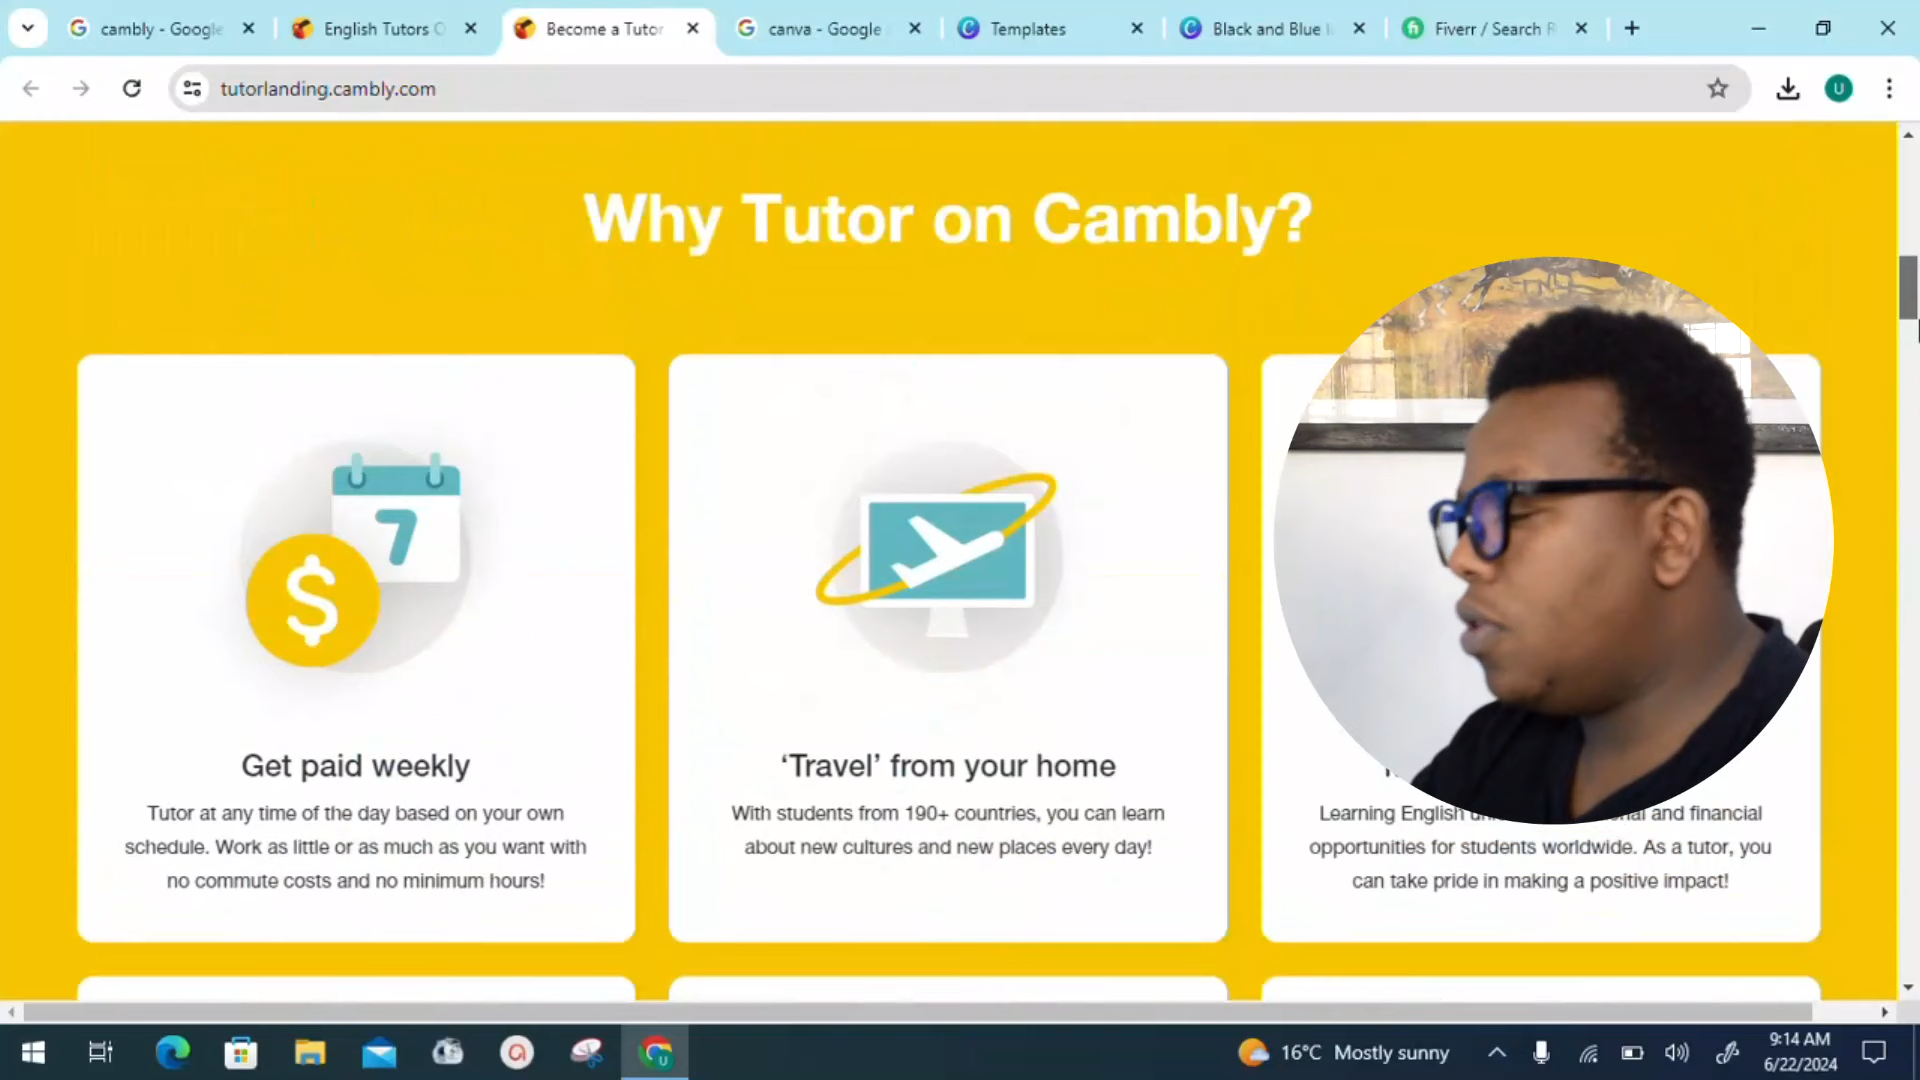 cambly - Google
English Tutors O
Become a Tutor
canva - Google
Templates
Black and Blue
Fiverr / Search R
tutorlanding.cambly.com
U
Why Tutor on Cambly?
7
$
Get paid weekly
Tutor at any time of the day based on your own
schedule. Work as little or as much as you want with
no commute costs and no minimum hours!
‘Travel’ from your home
With students from 190+ countries, you can learn
about new cultures and new places every day!
Learning English and financial
opportunities for students worldwide. As a tutor, you
can take pride in making a positive impact!
16°C Mostly sunny
9:14 AM
6/22/2024